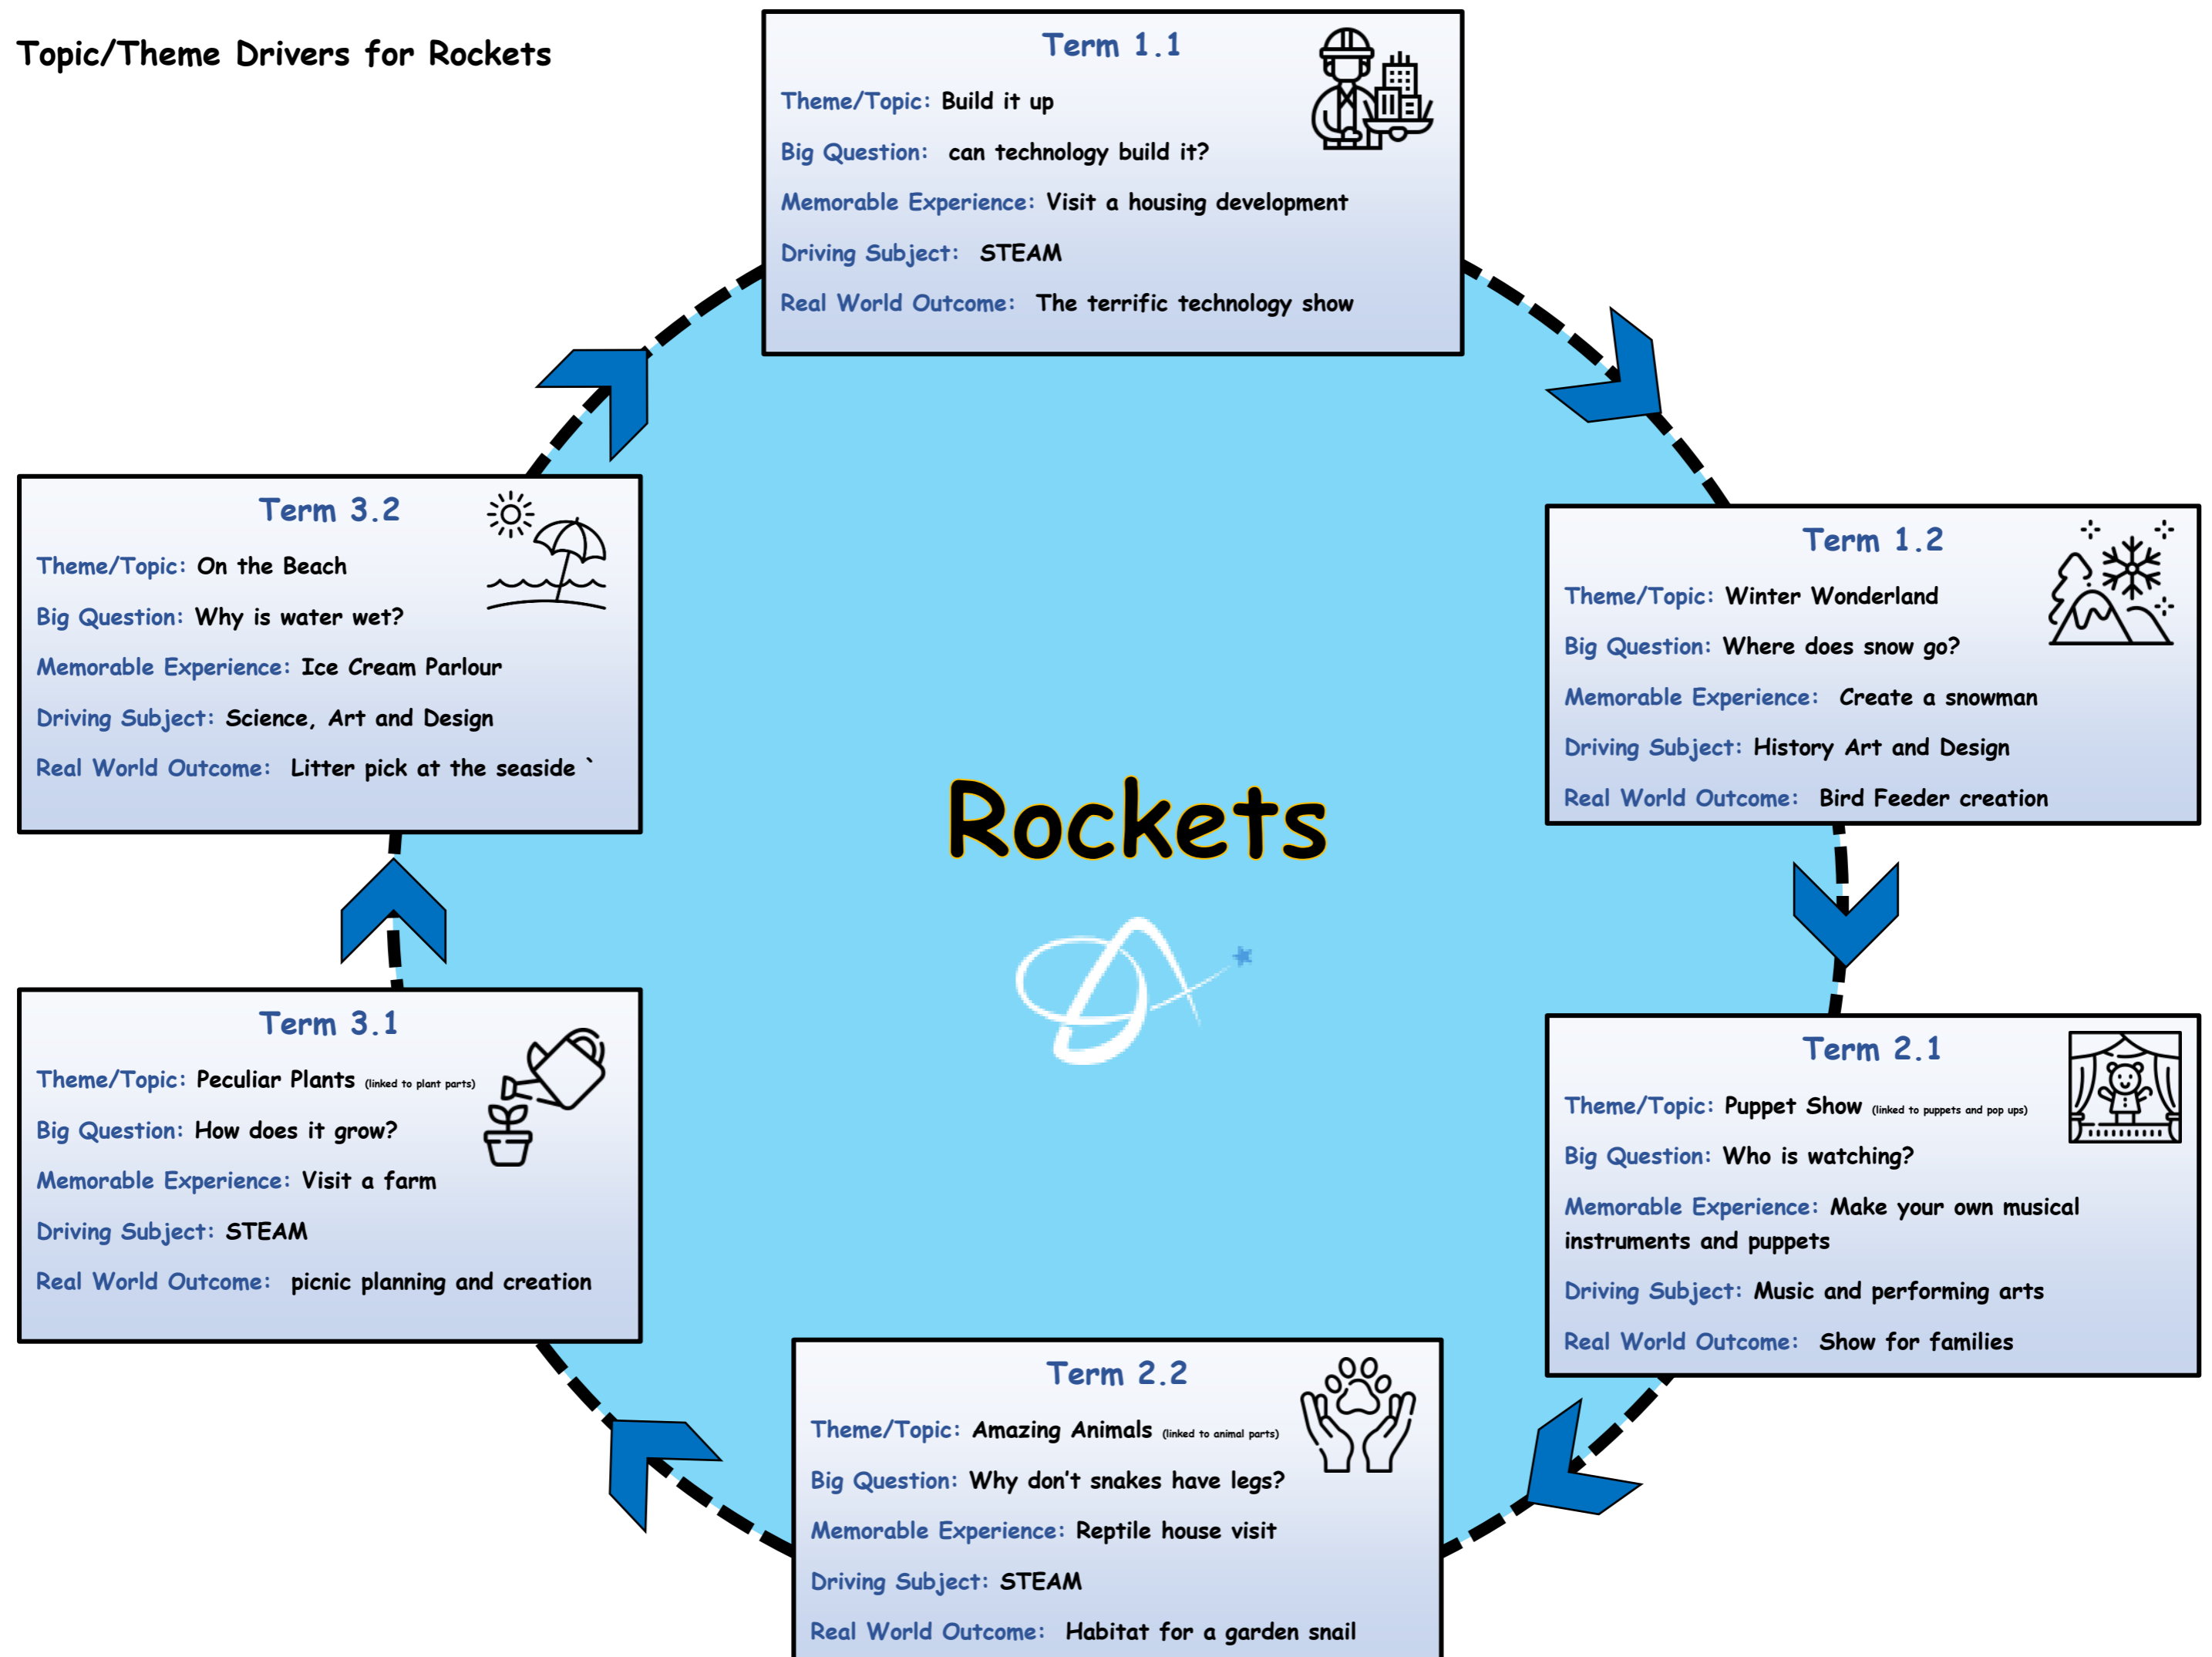 Topic/Theme Drivers for Rockets
Term 1.1
Theme/Topic: Build it up
Big Question: can technology build it?
Memorable Experience: Visit a housing development
Driving Subject: STEAM
Real World Outcome: The terrific technology show
Term 1.2
Theme/Topic: Winter Wonderland
Big Question: Where does snow go?
Memorable Experience: Create a snowman
Driving Subject: History Art and Design
Real World Outcome: Bird Feeder creation
Term 2.1
Theme/Topic: Puppet Show (linked to puppets and pop ups)
Big Question: Who is watching?
Memorable Experience: Make your own musical
instruments and puppets
Driving Subject: Music and performing arts
Real World Outcome: Show for families
Term 2.2
Theme/Topic: Amazing Animals (linked to animal parts)
Big Question: Why don't snakes have legs?
Memorable Experience: Reptile house visit
Driving Subject: STEAM
Real World Outcome: Habitat for a garden snail
Term 3.1
Theme/Topic: Peculiar Plants (linked to plant parts)
Big Question: How does it grow?
Memorable Experience: Visit a farm
Driving Subject: STEAM
Real World Outcome: picnic planning and creation
Term 3.2
Theme/Topic: On the Beach
Big Question: Why is water wet?
Memorable Experience: Ice Cream Parlour
Driving Subject: Science, Art and Design
Real World Outcome: Litter pick at the seaside `
Rockets